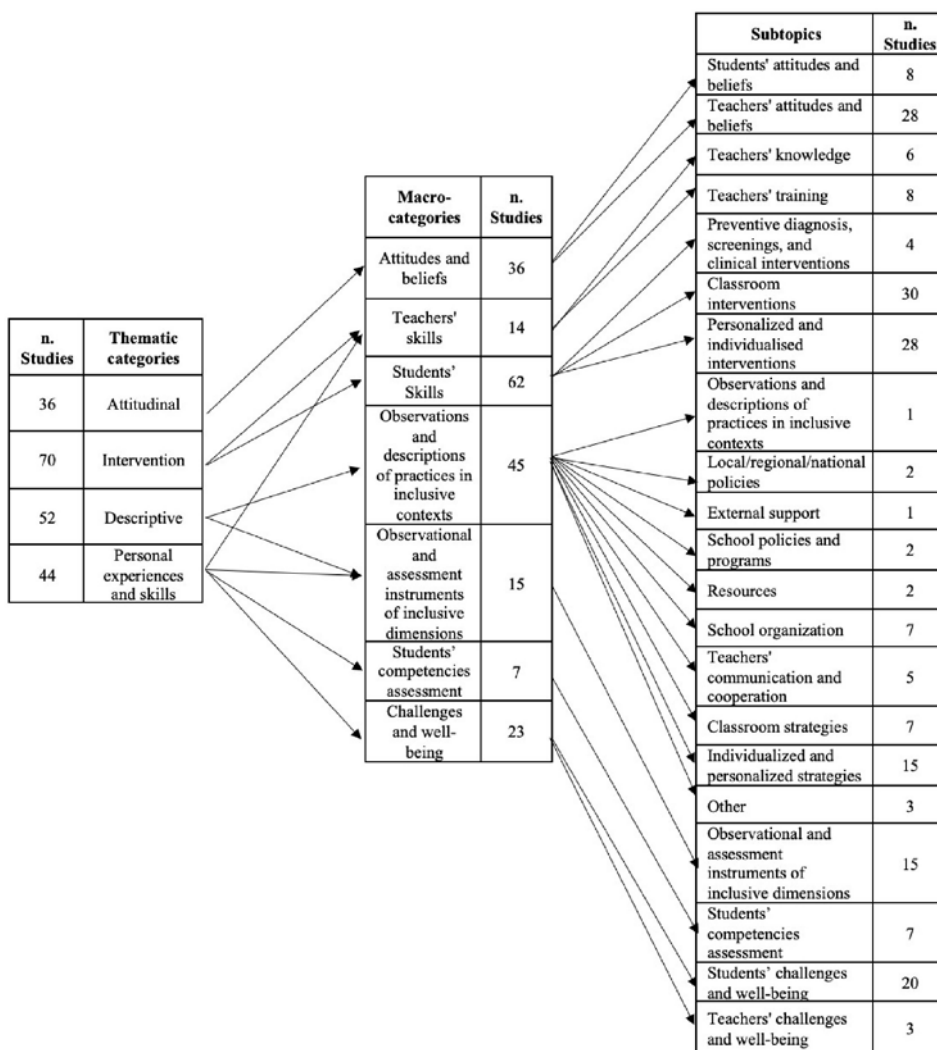 n. Studies
Thematic categories
36
Attitudinal
70
Intervention
52
Descriptive
44
Personal
experiences
and skills
Macro-
categories
n.
Studies
Attitudes and
beliefs
36
Teachers'
skills
14
Students’
Skills
62
Observations
and
descriptions
of practices in
inclusive
contexts
45
Observational
and
assessment
instruments
of inclusive
dimensions
15
Students’
competencies
assessment
7
Challenges
and well-
being
23
Subtopics
n.
Studies
Students' attitudes and
beliefs
8
Teachers' attitudes and
beliefs
28
Teachers' knowledge
6
Teachers' training
8
Preventive diagnosis,
screenings, and
clinical interventions
4
Classroom
interventions
30
Personalized and
individualised
interventions
28
Observations and
descriptions of
practices in inclusive
contexts
1
Local/regional/national
policies
2
External support
1
School policies and
programs
2
Resources
2
School organization
7
Teachers'
communication and
cooperation
5
Classroom strategies
7
Individualized and
personalized strategies
15
Other
3
Observational and
assessment
instruments of
inclusive dimensions
15
Students’
competencies
assessment
7
Students’ challenges
and well-being
20
Teachers' challenges
and well-being
3